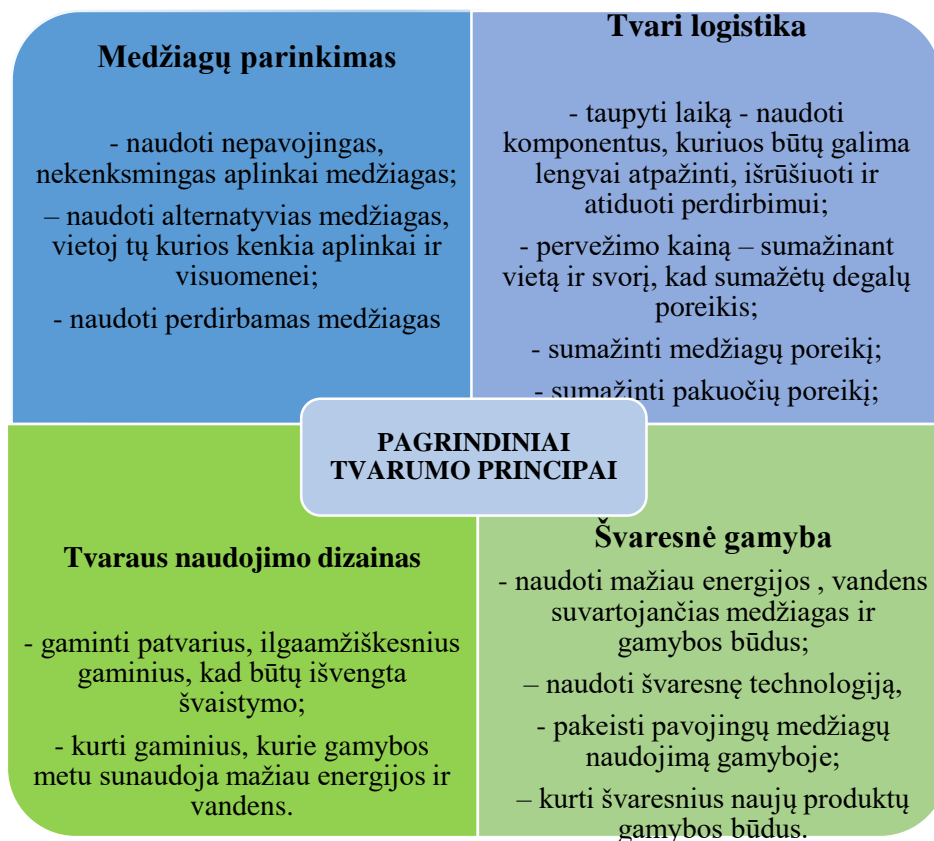 Medžiagų parinkimas
- naudoti nepavojingas,
nekenksmingas aplinkai medžiagas;
– naudoti alternatyvias medžiagas,
vietoj tų kurios kenkia aplinkai ir
visuomenei;
- naudoti perdirbamas medžiagas
Tvari logistika
- taupyti laiką - naudoti
komponentus, kuriuos būtų galima
lengvai atpažinti, išrūšiuoti ir
atiduoti perdirbimui;
- pervežimo kainą – sumažinant
vietą ir svorį, kad sumažėtų degalų
poreikis;
- sumažinti medžiagų poreikį;
- sumažinti pakuočių poreikį;
PAGRINDINIAI
TVARUMO PRINCIPAI
Tvaraus naudojimo dizainas
- gaminti patvarius, ilgaamžiškesnius
gaminius, kad būtų išvengta
švaistymo;
- kurti gaminius, kurie gamybos
metu sunaudoja mažiau energijos ir
vandens.
Švaresnė gamyba
- naudoti mažiau energijos , vandens
suvartojančias medžiagas ir
gamybos būdus;
– naudoti švaresnę technologiją,
- pakeisti pavojingų medžiagų
naudojimą gamyboje;
– kurti švaresnius naujų produktų
gamybos būdus.